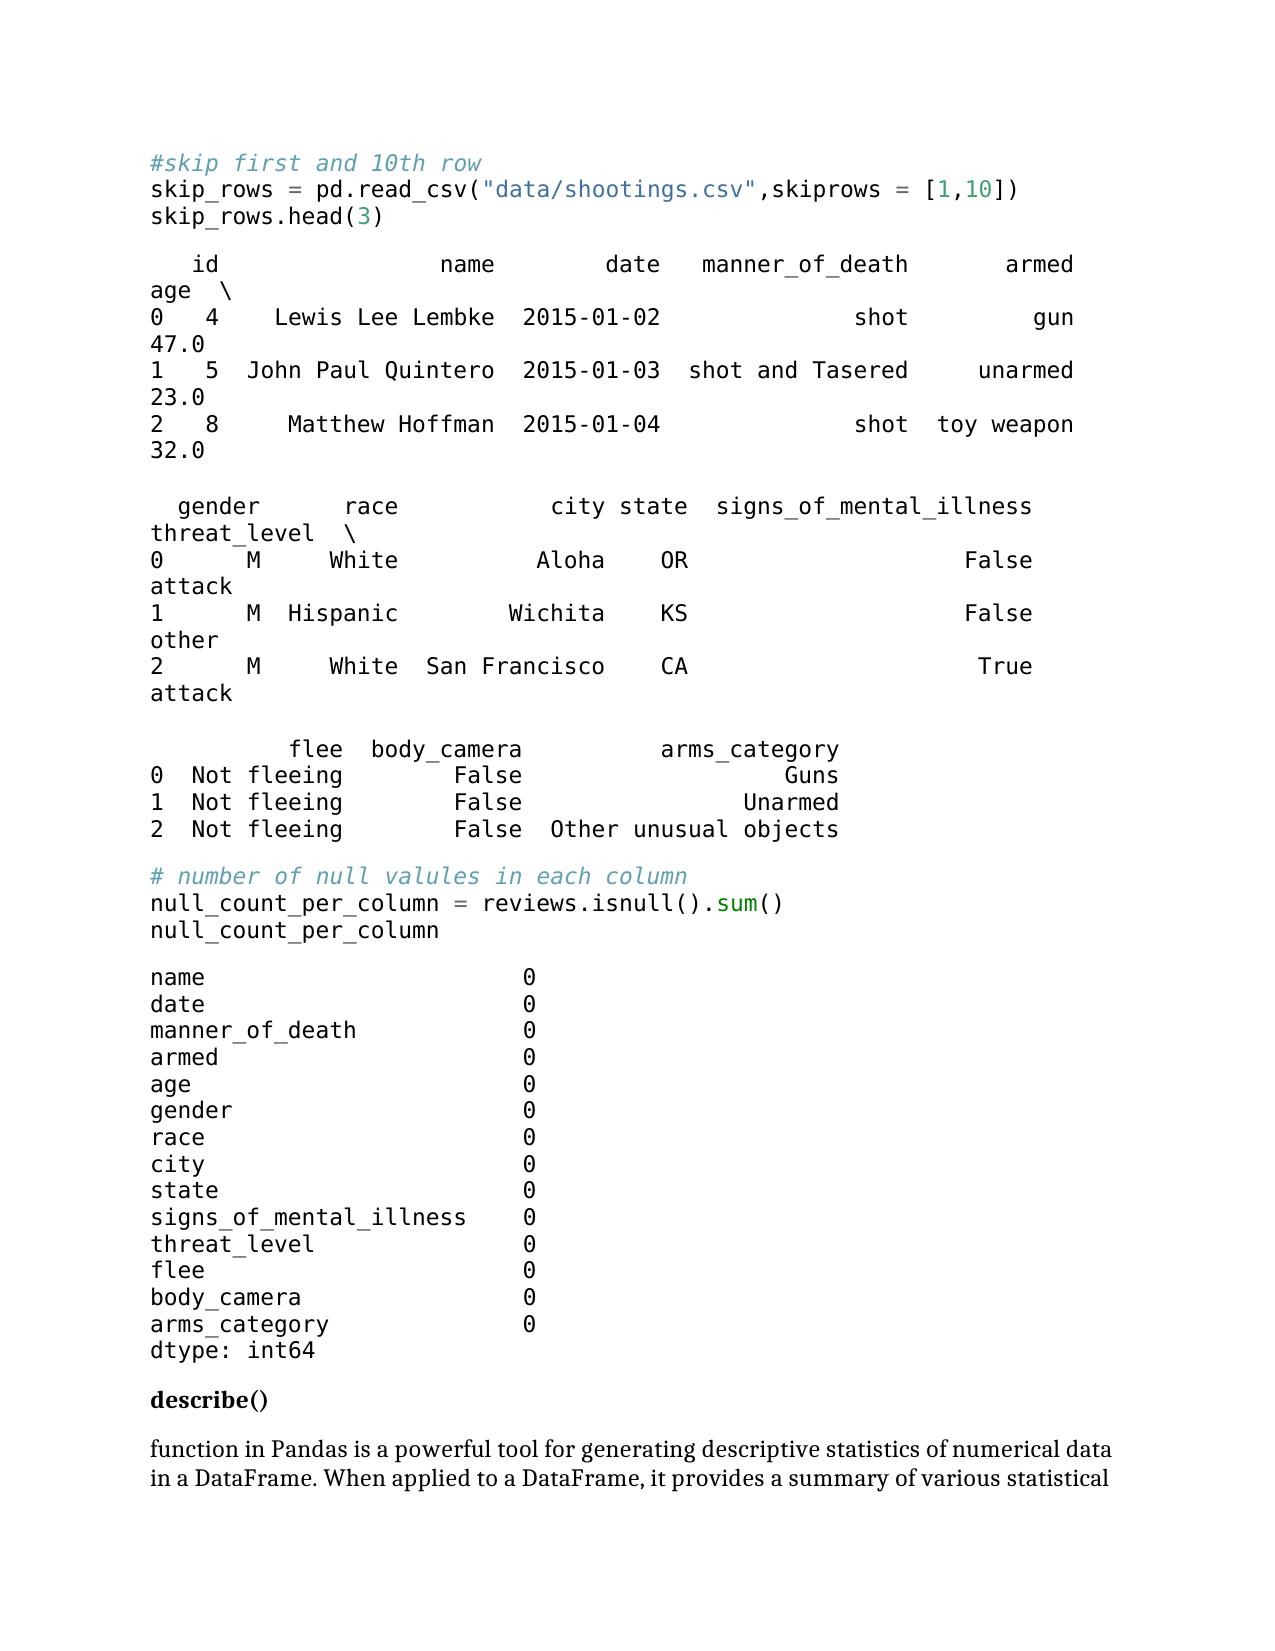 #skip first and 10th row
skip_rows = pd.read_csv("data/shootings.csv",skiprows = [1,10])
skip_rows.head(3)
   id                name        date   manner_of_death       armed
age  \
0   4    Lewis Lee Lembke  2015-01-02              shot         gun
47.0
1   5  John Paul Quintero  2015-01-03  shot and Tasered     unarmed
23.0
2   8     Matthew Hoffman  2015-01-04              shot  toy weapon
32.0
  gender      race           city state  signs_of_mental_illness
threat_level  \
0      M     White          Aloha    OR                    False
attack
1      M  Hispanic        Wichita    KS                    False
other
2      M     White  San Francisco    CA                     True
attack
          flee  body_camera          arms_category
0  Not fleeing        False                   Guns
1  Not fleeing        False                Unarmed
2  Not fleeing        False  Other unusual objects
# number of null valules in each column
null_count_per_column = reviews.isnull().sum()
null_count_per_column
name                       0
date                       0
manner_of_death            0
armed                      0
age                        0
gender                     0
race                       0
city                       0
state                      0
signs_of_mental_illness    0
threat_level               0
flee                       0
body_camera                0
arms_category              0
dtype: int64
describe()
function in Pandas is a powerful tool for generating descriptive statistics of numerical data
in a DataFrame. When applied to a DataFrame, it provides a summary of various statistical